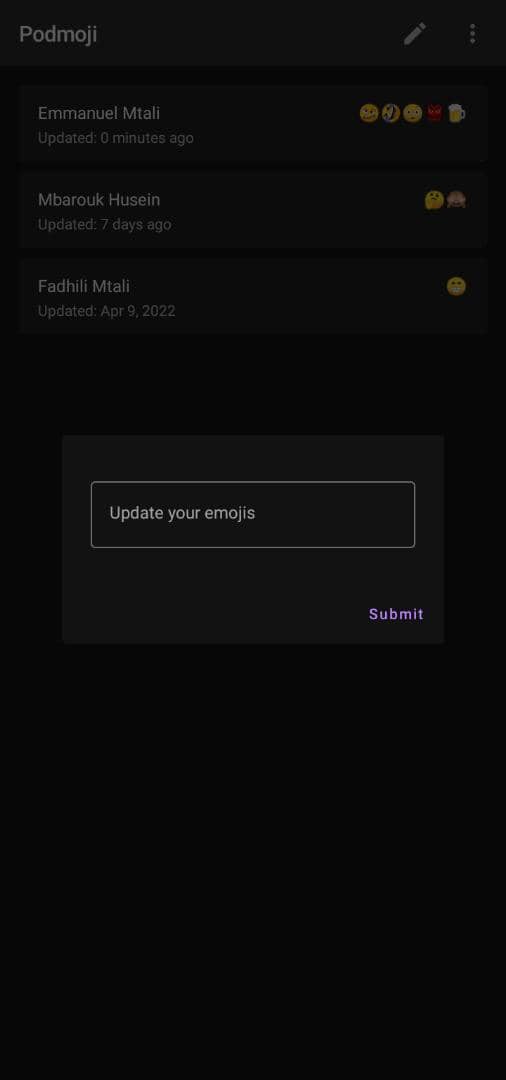 Podmoji
Emmanuel Mtali
🥴🤣😳👹🍺
Updated: 0 minutes ago
Mbarouk Husein
🤔🙈
Updated: 7 days ago
Fadhili Mtali
😁
Updated: Apr 9, 2022
Update your emojis
Submit